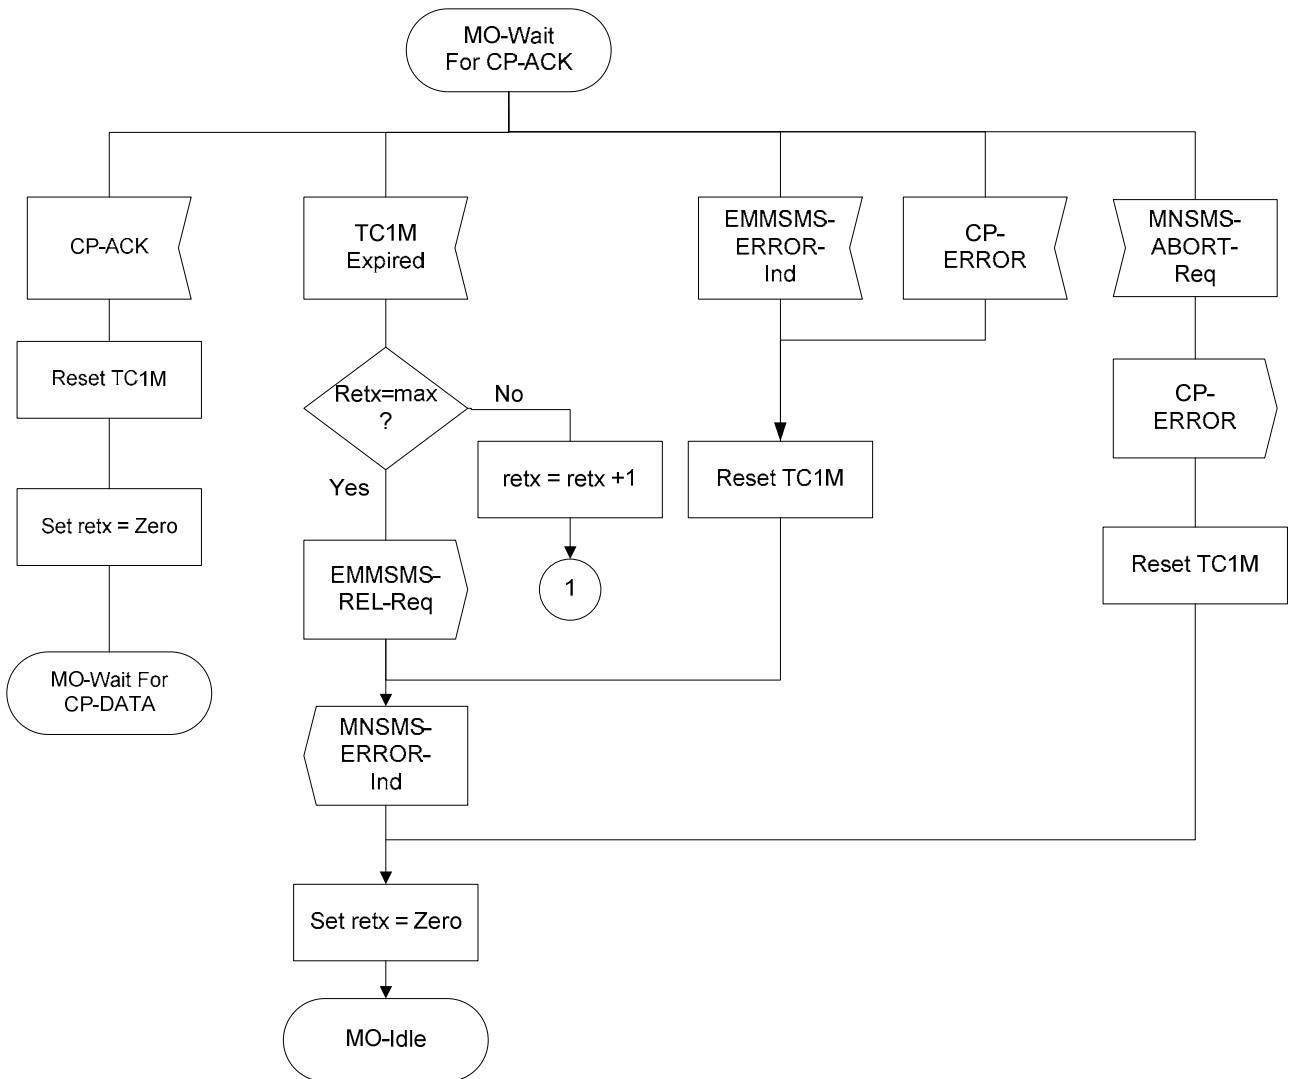 MO-Wait
For CP-ACK
CP-ACK
TC1M
Expired
EMMSMS-
ERROR-
Ind
CP-
ERROR
MNSMS-
ABORT-
Req
Reset TC1M
Retx=max
?
No
Yes
retx = retx +1
Reset TC1M
CP-
ERROR
Set retx = Zero
EMMSMS-
REL-Req
1
Reset TC1M
MO-Wait For
CP-DATA
MNSMS-
ERROR-
Ind
Set retx = Zero
MO-Idle